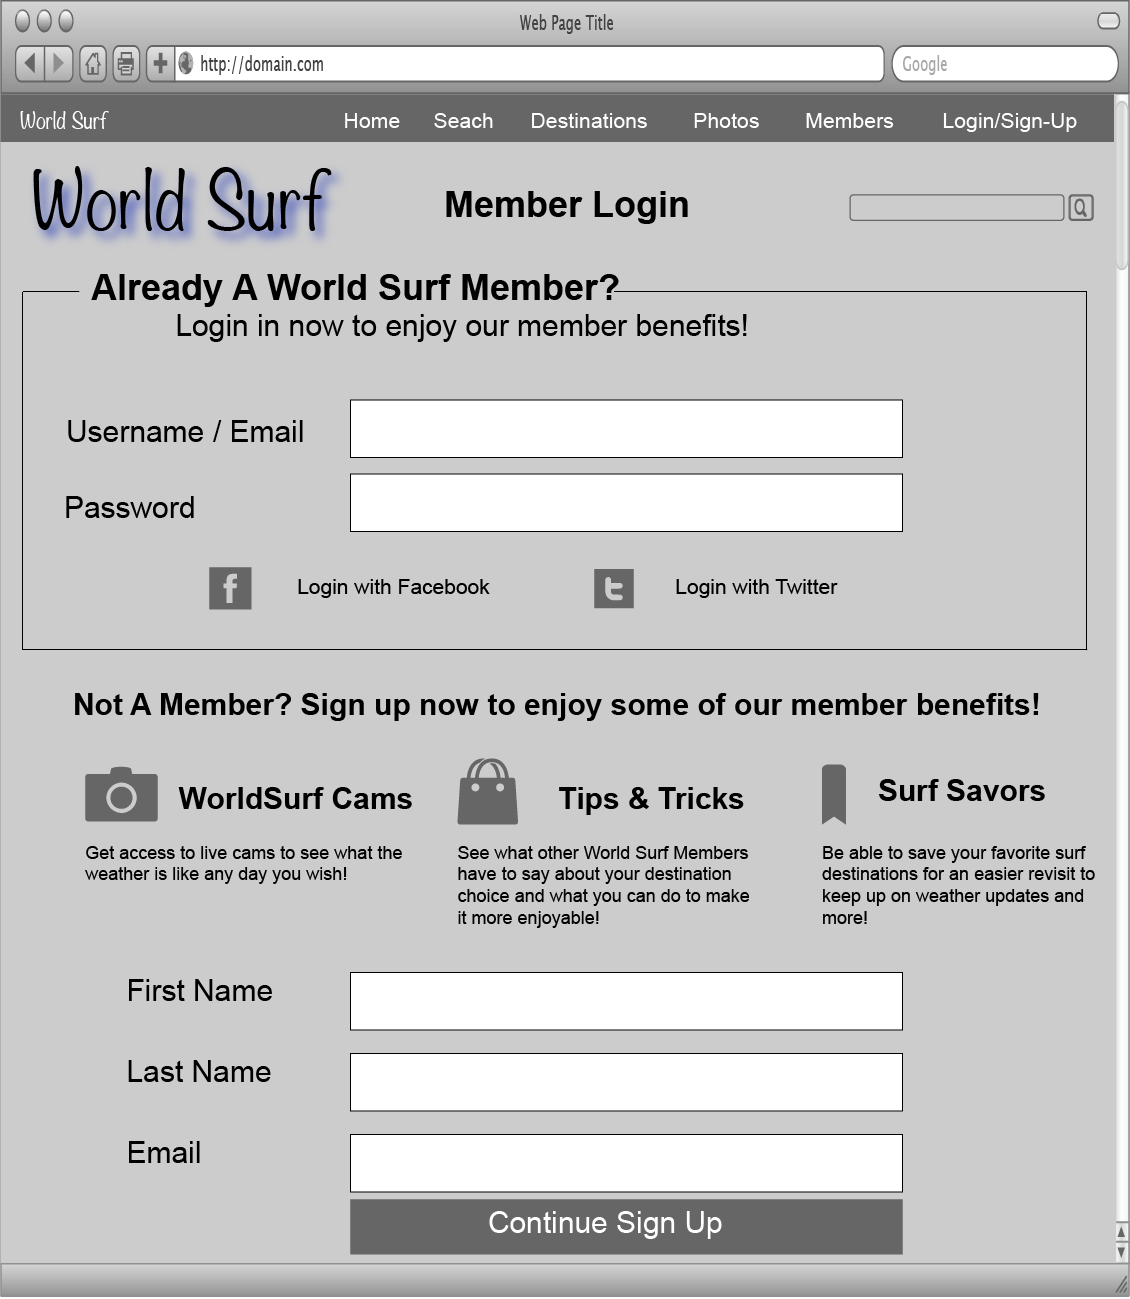 Web Page Title
http://domain.com
Google
World Surf
Home Seach Destinations Photos Members Login/Sign-Up
World Surf
Member Login
Already A World Surf Member?
Login in now to enjoy our member benefits!
Username / Email
Password
f Login with Facebook t Login with Twitter
Not A Member? Sign up now to enjoy some of our member benefits!
WorldSurf Cams
Get access to live cams to see what the
weather is like any day you wish!
Tips & Tricks
See what other World Surf Members
have to say about your destination
choice and what you can do to make
it more enjoyable!
Surf Savors
Be able to save your favorite surf
destinations for an easier revisit to
keep up on weather updates and
more!
First Name
Last Name
Email
Continue Sign Up